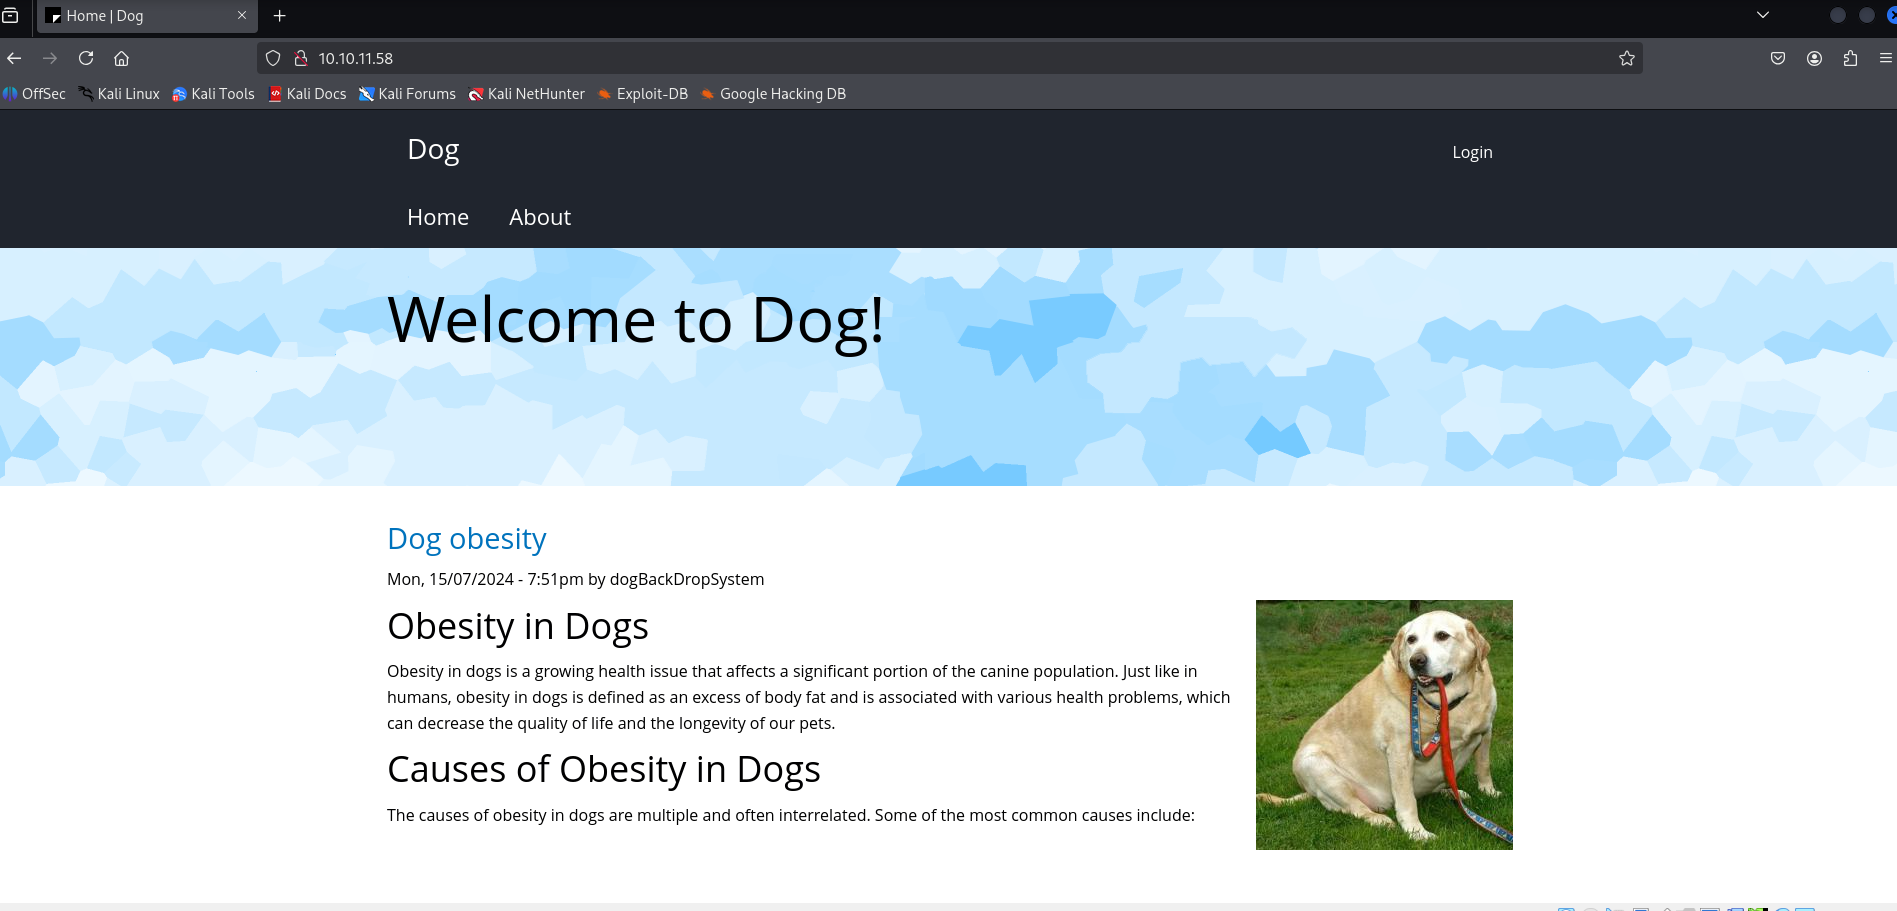 Home | Dog
10.10.11.58
OffSec Kali Linux Kali Tools Kali Docs Kali Forums Kali NetHunter Exploit-DB Google Hacking DB
Dog
Login
Home About
Welcome to Dog!
Dog obesity
Mon, 15/07/2024 - 7:51pm by dogBackDropSystem
Obesity in Dogs
Obesity in dogs is a growing health issue that affects a significant portion of the canine population. Just like in
humans, obesity in dogs is defined as an excess of body fat and is associated with various health problems, which
can decrease the quality of life and the longevity of our pets.
Causes of Obesity in Dogs
The causes of obesity in dogs are multiple and often interrelated. Some of the most common causes include: